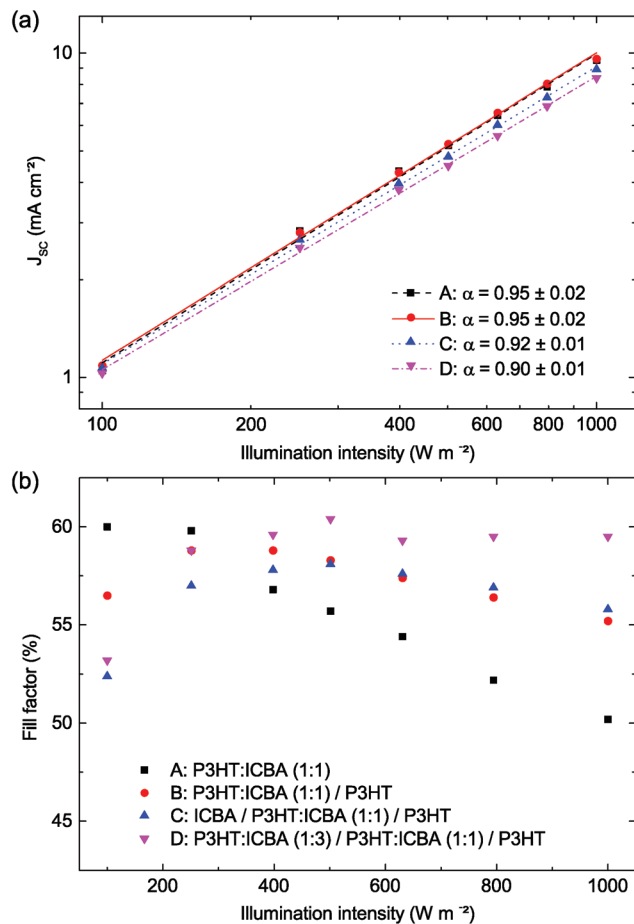 (a)
10
1
J_SC (mA cm⁻²)
A: α = 0.95 ± 0.02
B: α = 0.95 ± 0.02
C: α = 0.92 ± 0.01
D: α = 0.90 ± 0.01
100 200 400 600 800 1000
Illumination intensity (W m⁻²)
(b)
60
55
50
45
Fill factor (%)
A: P3HT:ICBA (1:1)
B: P3HT:ICBA (1:1) / P3HT
C: ICBA / P3HT:ICBA (1:1) / P3HT
D: P3HT:ICBA (1:3) / P3HT:ICBA (1:1) / P3HT
200 400 600 800 1000
Illumination intensity (W m⁻²)